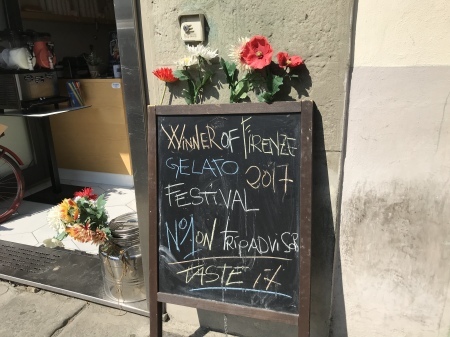 WINNER OF FIRENZE
GELATO 2017
FESTIVAL
No1 ON TRIPADVISOR
TASTE IT